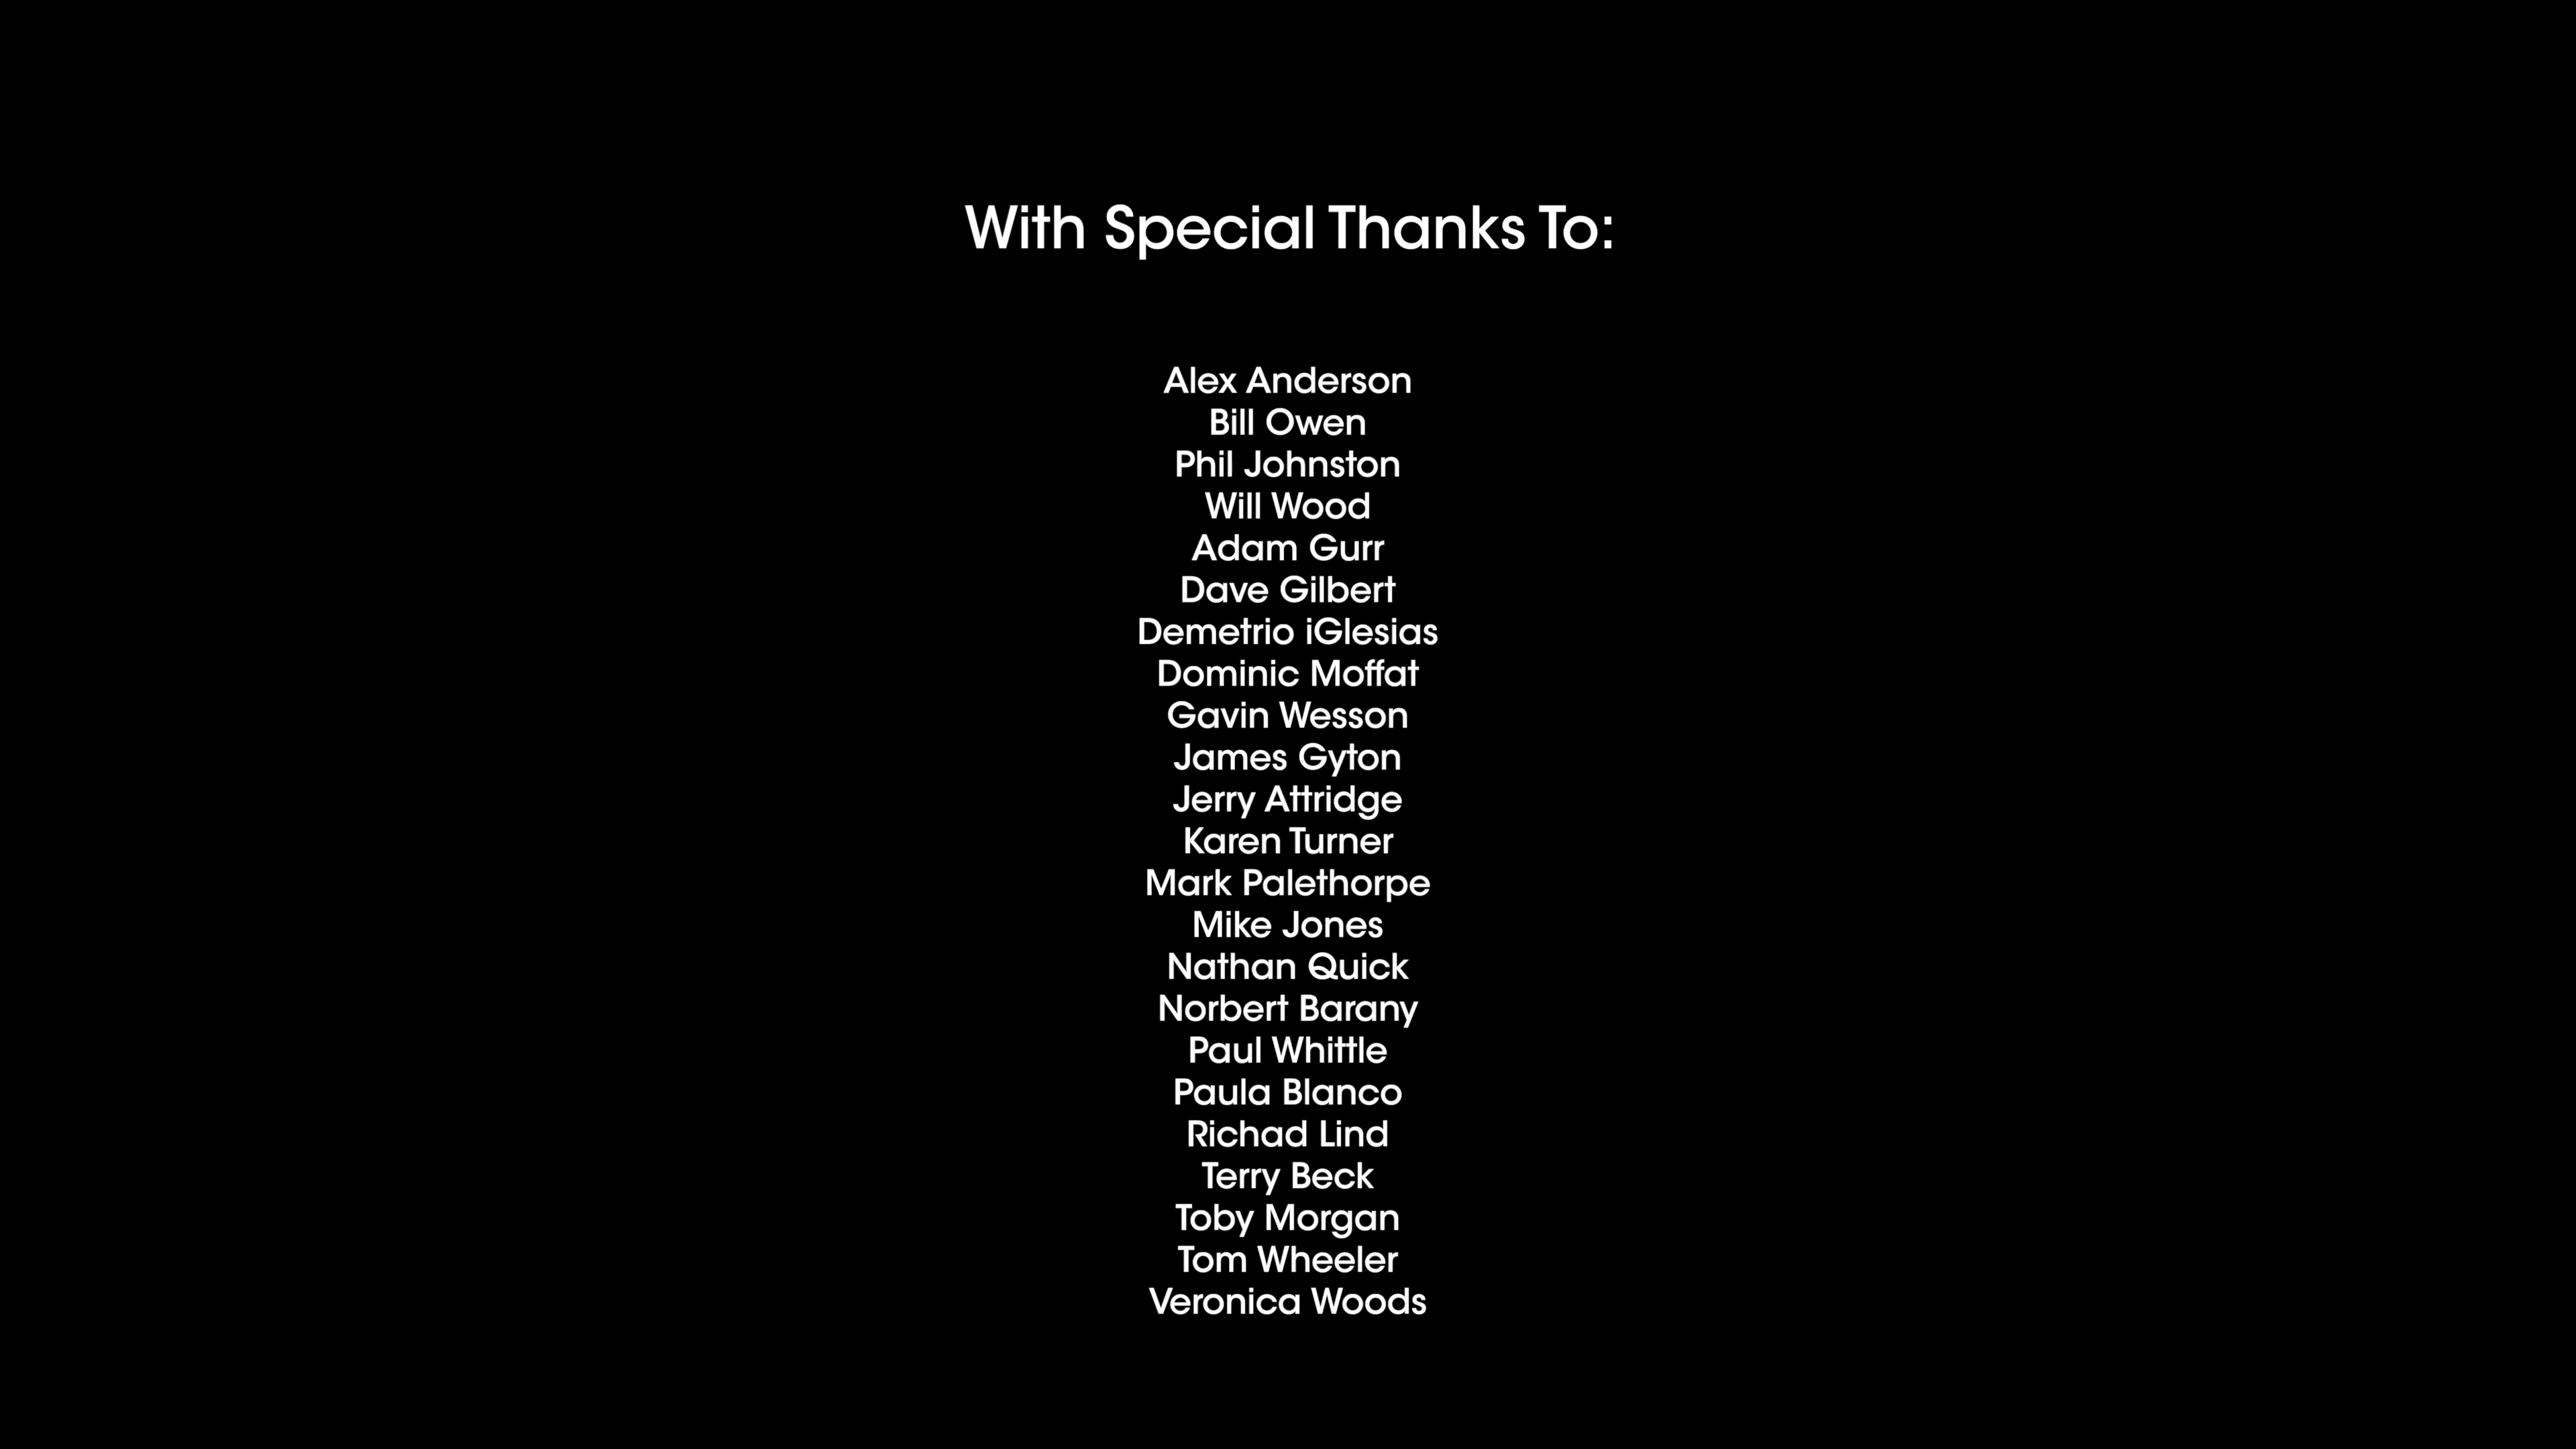 With Special Thanks To:
Alex Anderson
Bill Owen
Phil Johnston
Will Wood
Adam Gurr
Dave Gilbert
Demetrio iGlesias
Dominic Moffat
Gavin Wesson
James Gyton
Jerry Attridge
Karen Turner
Mark Palethorpe
Mike Jones
Nathan Quick
Norbert Barany
Paul Whittle
Paula Blanco
Richad Lind
Terry Beck
Toby Morgan
Tom Wheeler
Veronica Woods